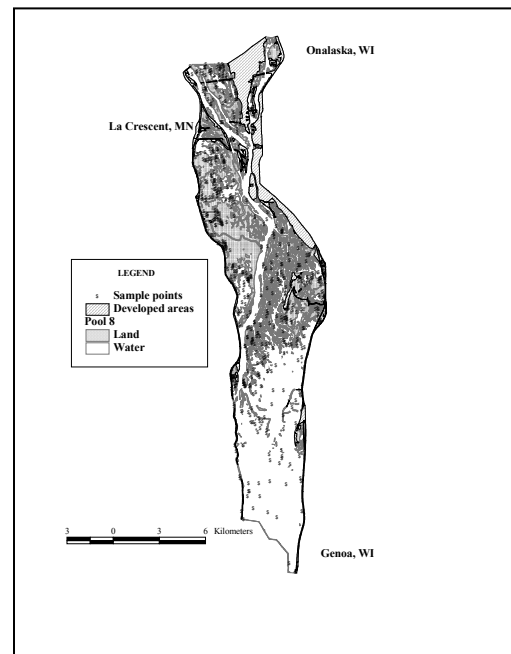 Onalaska, WI
La Crescent, MN
LEGEND
s Sample points
Developed areas
Pool 8
Land
Water
3 0 3 6 Kilometers
Genoa, WI